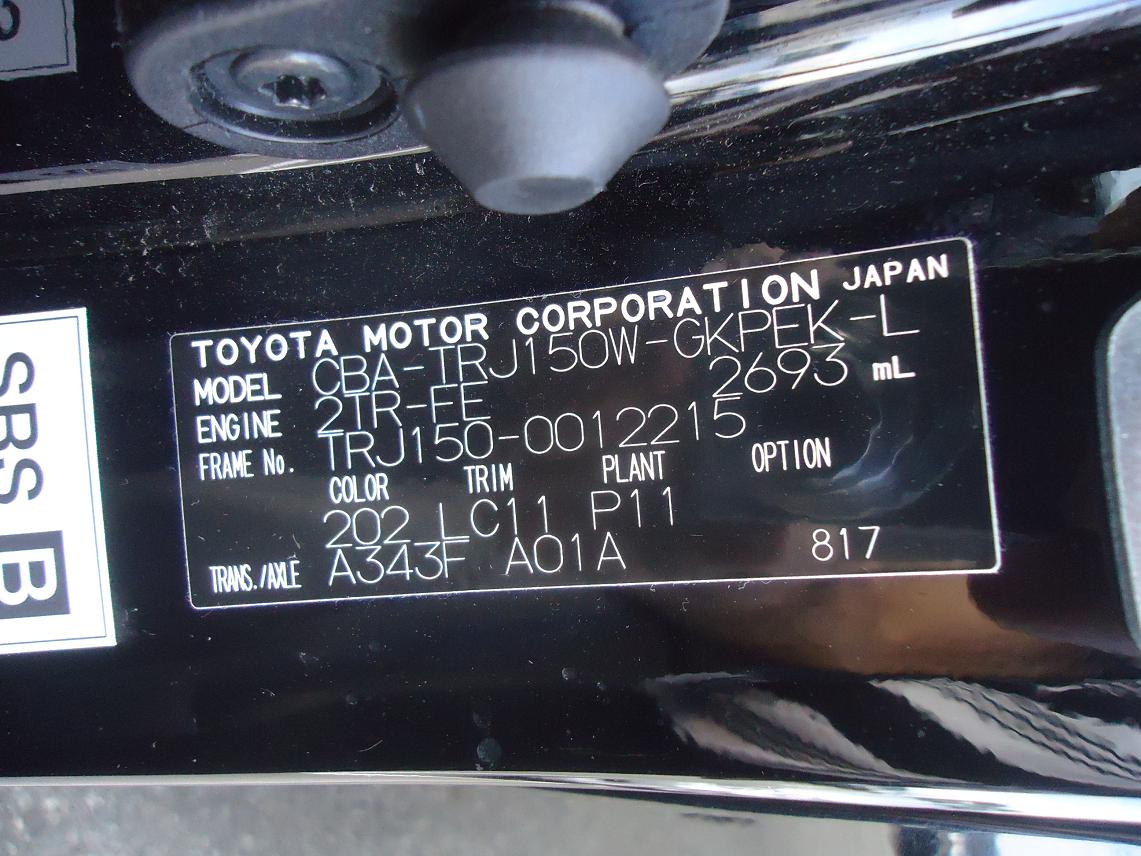 TOYOTA MOTOR CORPORATION JAPAN
MODEL CBA-TRJ150W-GKPEK-L
ENGINE 2TR-FE 2693 mL
FRAME No. TRJ150-0012215
COLOR TRIM PLANT OPTION
202 LC11 P11
TRANS./AXLE A343F A01A 817
SBS B